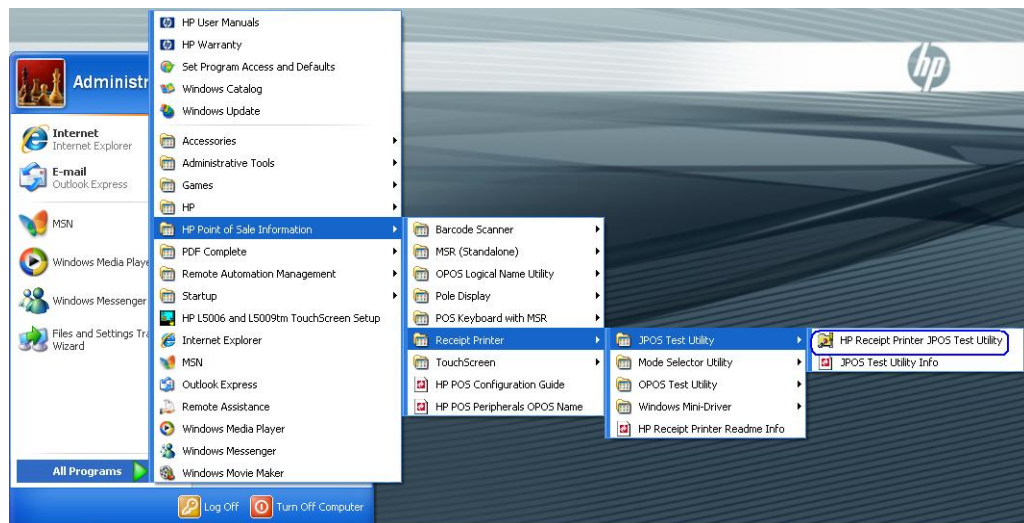 hp
Administr
Internet
Internet Explorer
E-mail
Outlook Express
MSN
Windows Media Playe
Windows Messenger
Files and Settings Tra
Wizard
All Programs
Log Off
Turn Off Computer
HP User Manuals
HP Warranty
Set Program Access and Defaults
Windows Catalog
Windows Update
Accessories
Administrative Tools
Games
HP
HP Point of Sale Information
PDF Complete
Remote Automation Management
Startup
HP L5006 and L5009tm TouchScreen Setup
Internet Explorer
MSN
Outlook Express
Remote Assistance
Windows Media Player
Windows Messenger
Windows Movie Maker
Barcode Scanner
MSR (Standalone)
OPOS Logical Name Utility
Pole Display
POS Keyboard with MSR
Receipt Printer
TouchScreen
HP POS Configuration Guide
HP POS Peripherals OPOS Name
JPOS Test Utility
Mode Selector Utility
OPOS Test Utility
Windows Mini-Driver
HP Receipt Printer Readme Info
HP Receipt Printer JPOS Test Utility
JPOS Test Utility Info